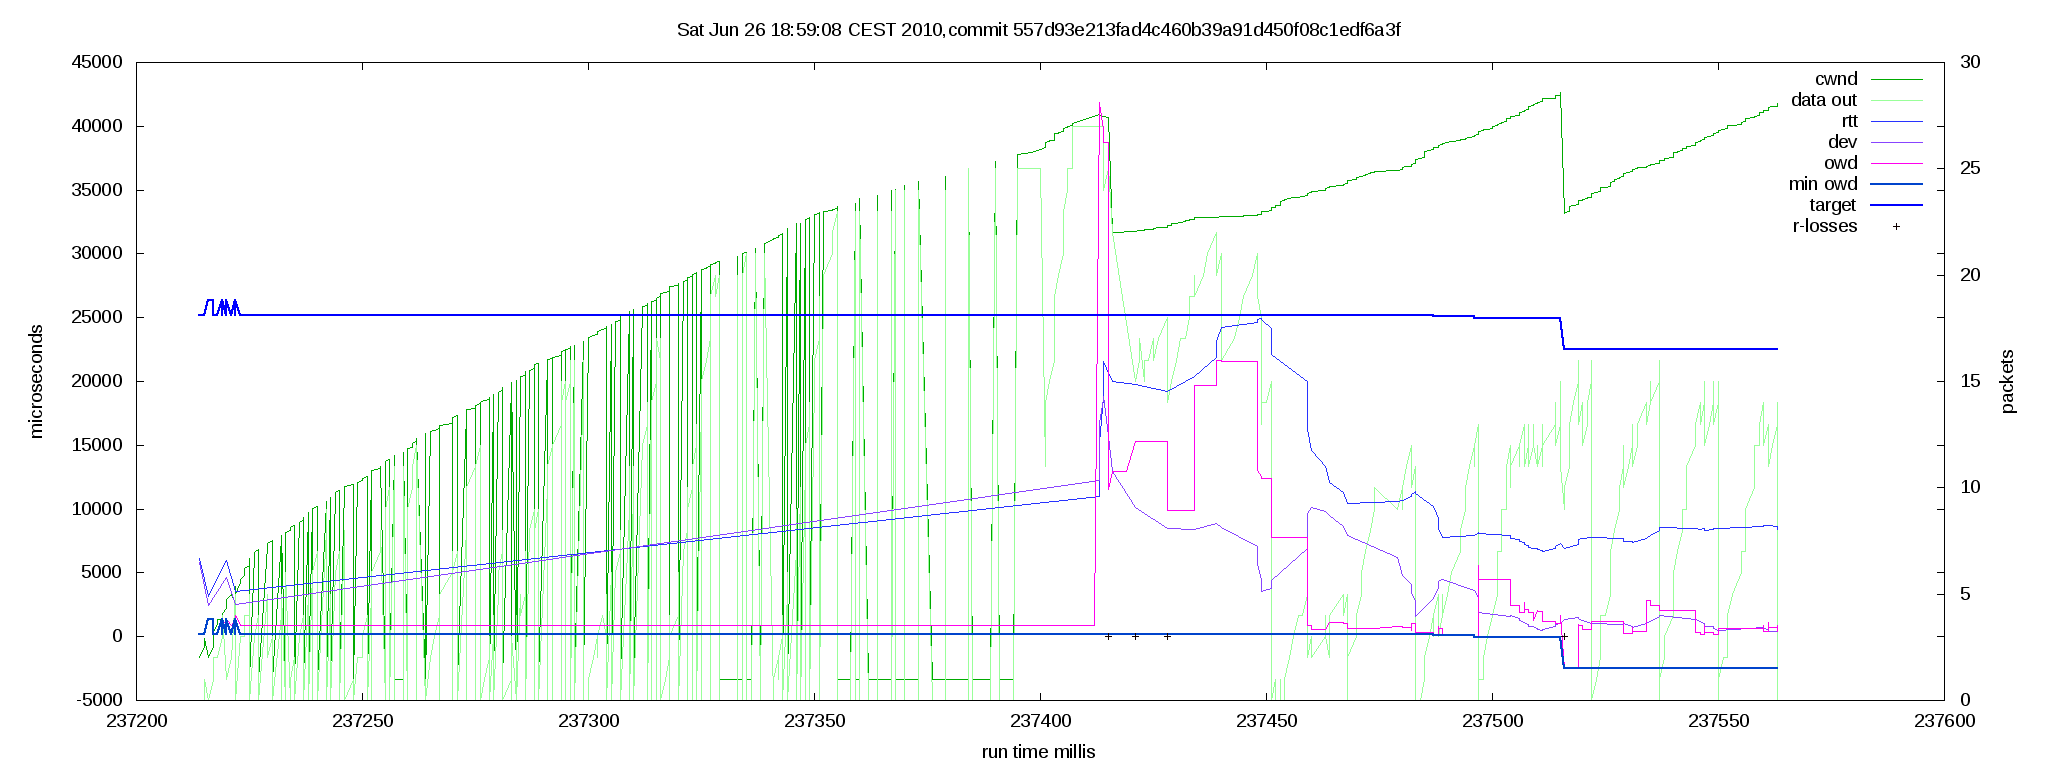 Sat Jun 26 18:59:08 CEST 2010,commit 557d93e213fad4c460b39a91d450f08c1edf6a3f
45000
40000
35000
30000
25000
20000
15000
10000
5000
0
-5000
microseconds
30
25
20
15
10
5
0
packets
cwnd
data out
rtt
dev
owd
min owd
target
r-losses
237200
237250
237300
237350
237400
237450
237500
237550
237600
run time millis